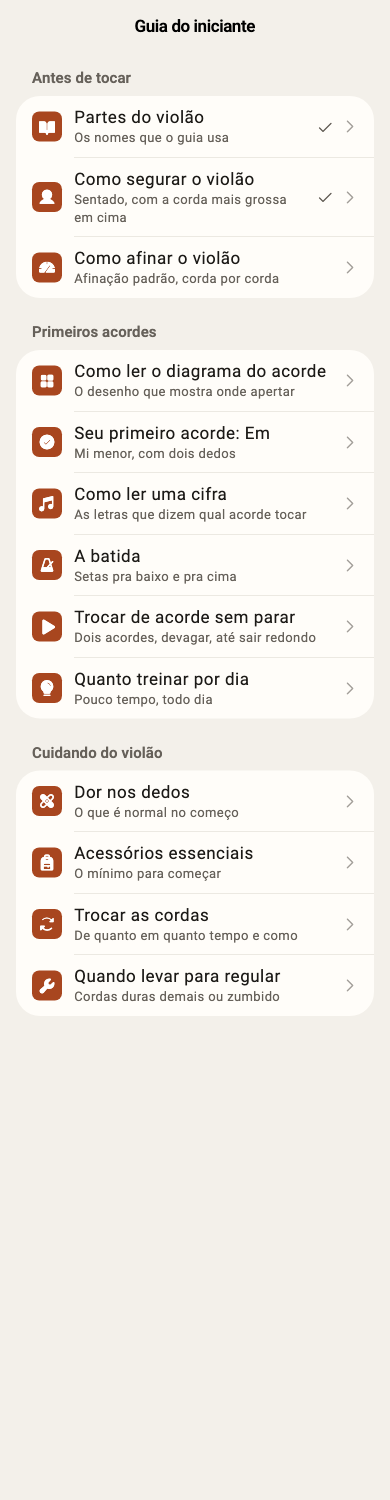 Guia do iniciante
Antes de tocar
Partes do violão
Os nomes que o guia usa
Como segurar o violão
Sentado, com a corda mais grossa
em cima
Como afinar o violão
Afinação padrão, corda por corda
Primeiros acordes
Como ler o diagrama do acorde
O desenho que mostra onde apertar
Seu primeiro acorde: Em
Mi menor, com dois dedos
Como ler uma cifra
As letras que dizem qual acorde tocar
A batida
Setas pra baixo e pra cima
Trocar de acorde sem parar
Dois acordes, devagar, até sair redondo
Quanto treinar por dia
Pouco tempo, todo dia
Cuidando do violão
Dor nos dedos
O que é normal no começo
Acessórios essenciais
O mínimo para começar
Trocar as cordas
De quanto em quanto tempo e como
Quando levar para regular
Cordas duras demais ou zumbido